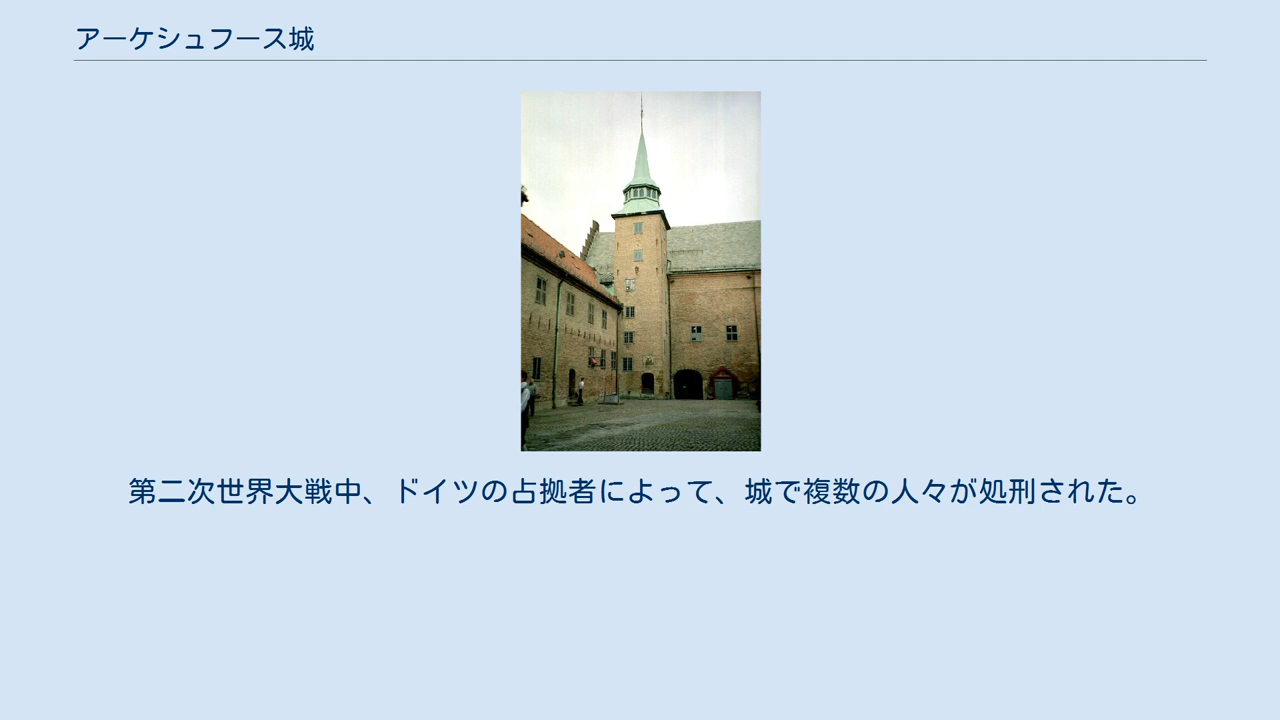 アーケシュフース城
第二次世界大戦中、ドイツの占拠者によって、城で複数の人々が処刑された。